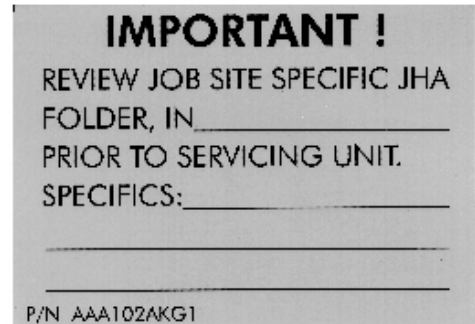 IMPORTANT !
REVIEW JOB SITE SPECIFIC JHA
FOLDER, IN
PRIOR TO SERVICING UNIT.
SPECIFICS:
P/N AAA102AKG1